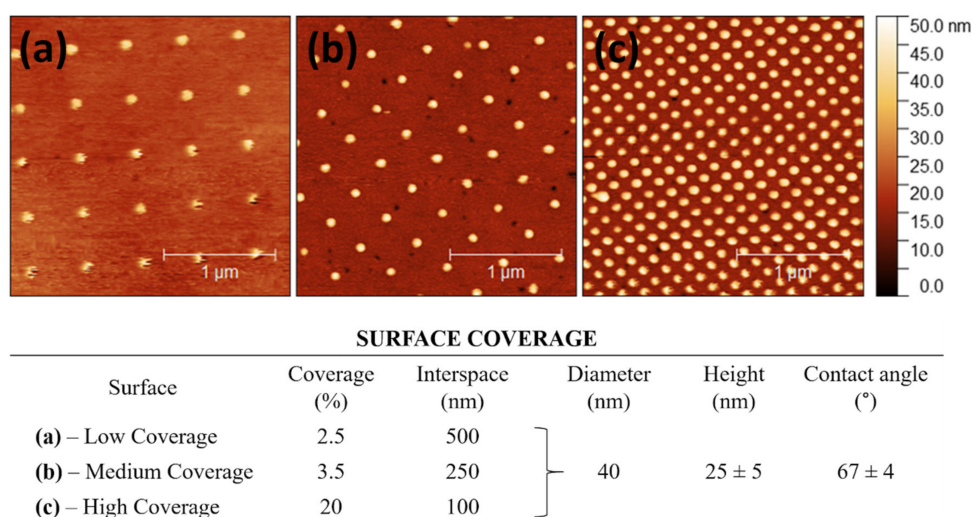 (a) (b) (c)
50.0 nm
45.0
40.0
35.0
30.0
25.0
20.0
15.0
10.0
5.0
0.0
1 µm 1 µm 1 µm
SURFACE COVERAGE
Surface Coverage (%) Interspace (nm) Diameter (nm) Height (nm) Contact angle (°)
(a) – Low Coverage 2.5 500
(b) – Medium Coverage 3.5 250 40 25 ± 5 67 ± 4
(c) – High Coverage 20 100